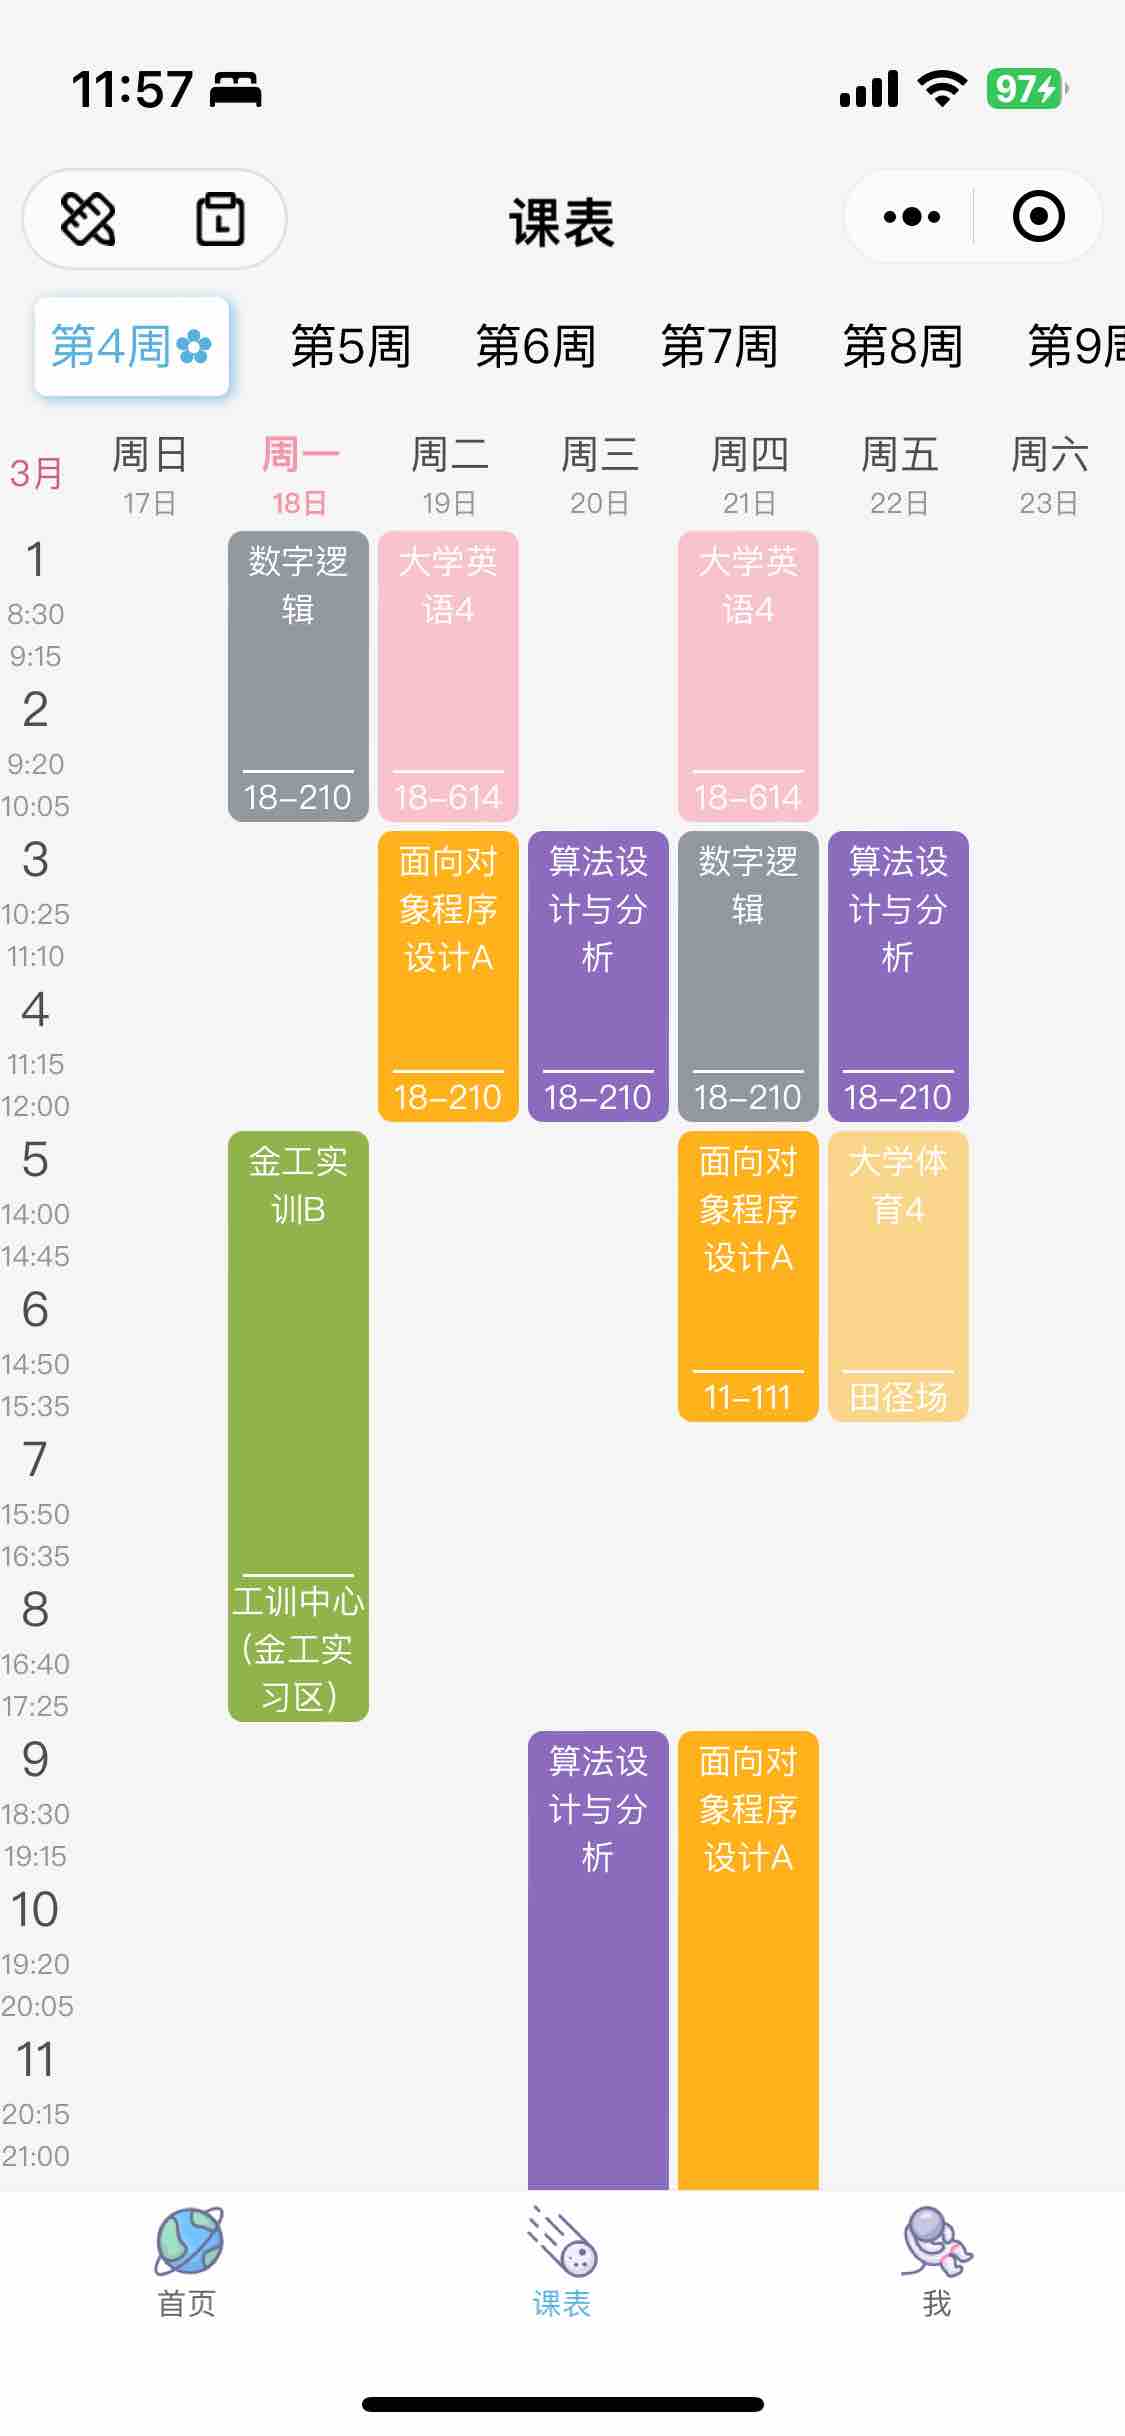 11:57
97
课表
第4周 第5周 第6周 第7周 第8周 第9周
3月
周日 周一 周二 周三 周四 周五 周六
17日 18日 19日 20日 21日 22日 23日
1
8:30
9:15
2
9:20
10:05
3
10:25
11:10
4
11:15
12:00
5
14:00
14:45
6
14:50
15:35
7
15:50
16:35
8
16:40
17:25
9
18:30
19:15
10
19:20
20:05
11
20:15
21:00
数字逻
辑
18-210
金工实
训B
工训中心
(金工实
习区)
大学英
语4
18-614
面向对
象程序
设计A
18-210
算法设
计与分
析
18-210
算法设
计与分
析
大学英
语4
18-614
数字逻
辑
18-210
面向对
象程序
设计A
11-111
面向对
象程序
设计A
算法设
计与分
析
18-210
大学体
育4
田径场
首页 课表 我